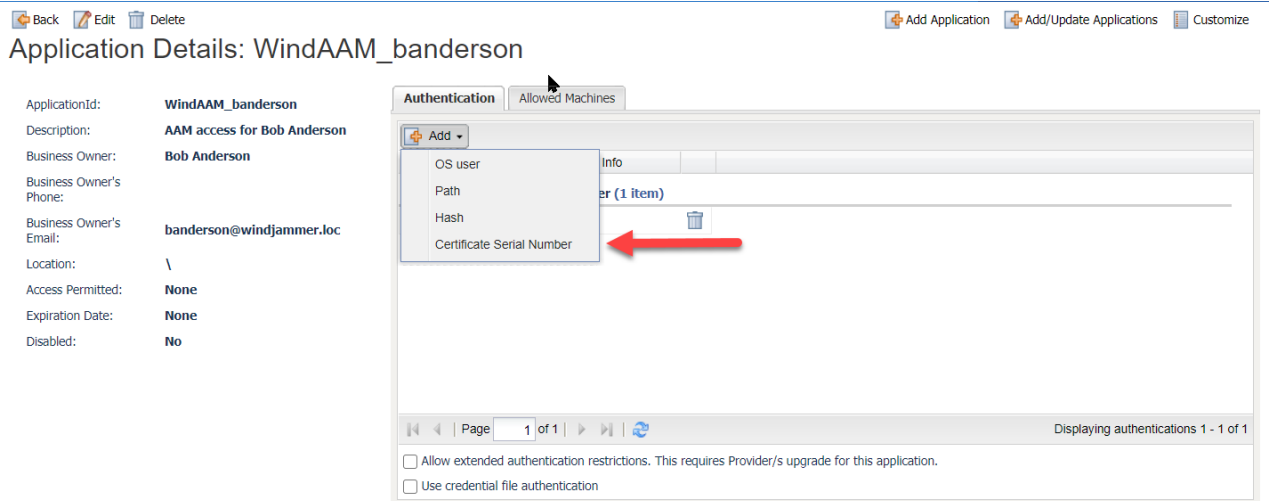 Back Edit Delete Add Application Add/Update Applications Customize
Application Details: WindAAM_banderson
Authentication Allowed Machines
ApplicationId: WindAAM_banderson
Description: AAM access for Bob Anderson
Business Owner: Bob Anderson
Business Owner's
Phone:
Business Owner's
Email: banderson@windjammer.loc
Location: \
Access Permitted: None
Expiration Date: None
Disabled: No
Add
Info
OS user
Path
(1 item)
Hash
Certificate Serial Number
Page 1 of 1 Displaying authentications 1 - 1 of 1
Allow extended authentication restrictions. This requires Provider/s upgrade for this application.
Use credential file authentication